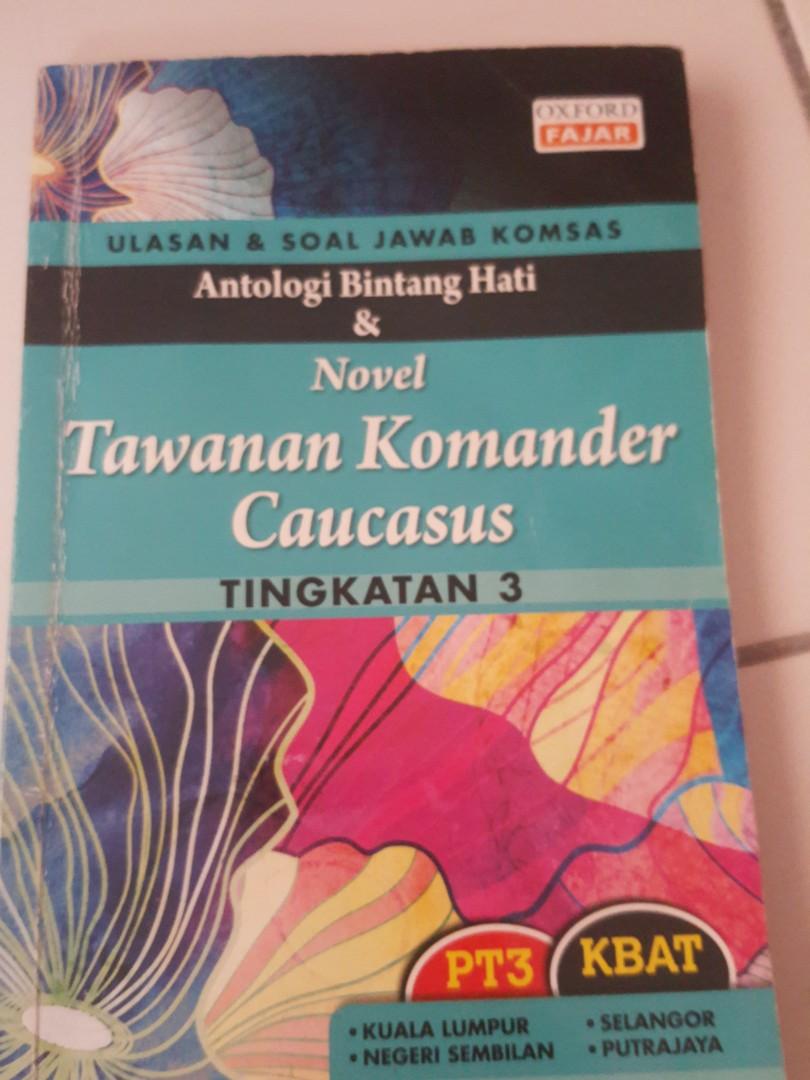 OXFORD
FAJAR
ULASAN & SOAL JAWAB KOMSAS
Antologi Bintang Hati
&
Novel
Tawanan Komander
Caucasus
TINGKATAN 3
PT3
KBAT
• KUALA LUMPUR
• NEGERI SEMBILAN
• SELANGOR
• PUTRAJAYA